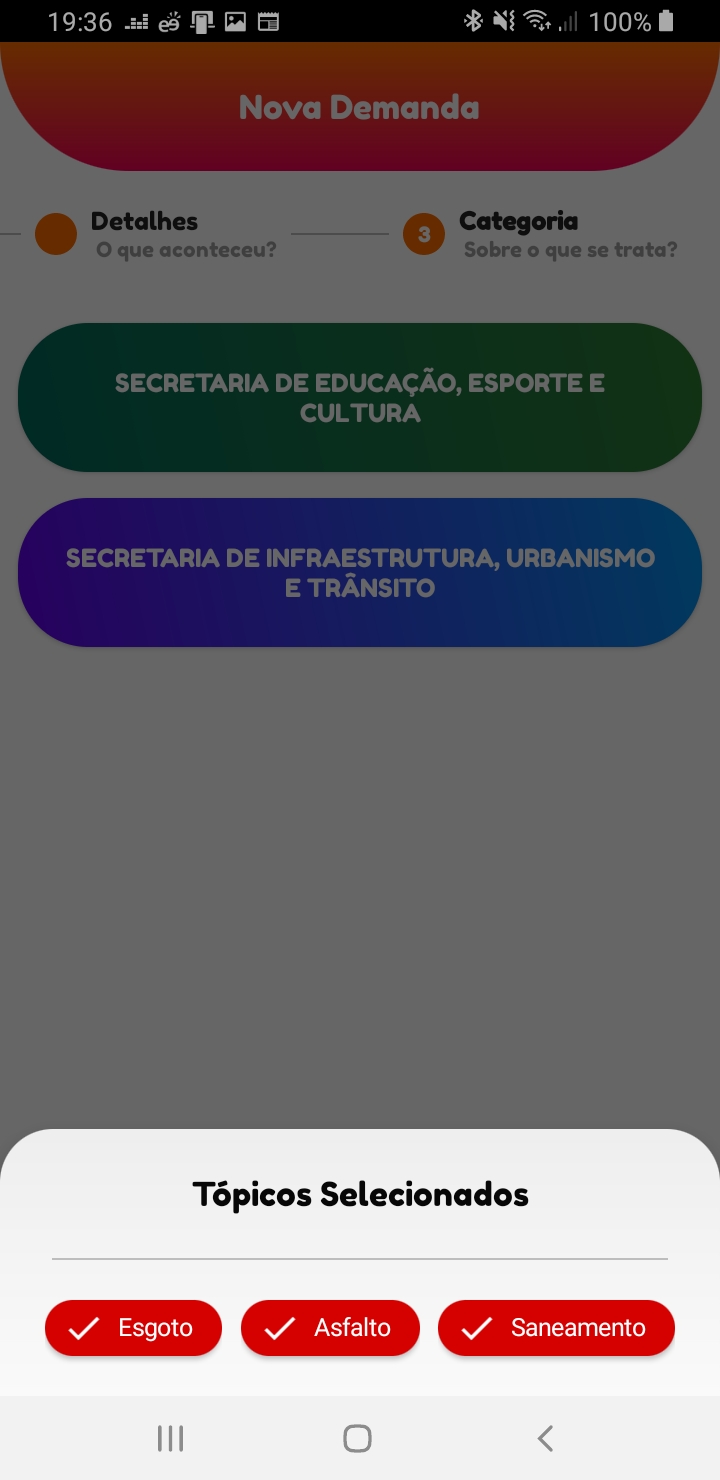 19:36
100%
Nova Demanda
Detalhes
O que aconteceu?
3
Categoria
Sobre o que se trata?
SECRETARIA DE EDUCAÇÃO, ESPORTE E
CULTURA
SECRETARIA DE INFRAESTRUTURA, URBANISMO
E TRÂNSITO
Tópicos Selecionados
Esgoto
Asfalto
Saneamento